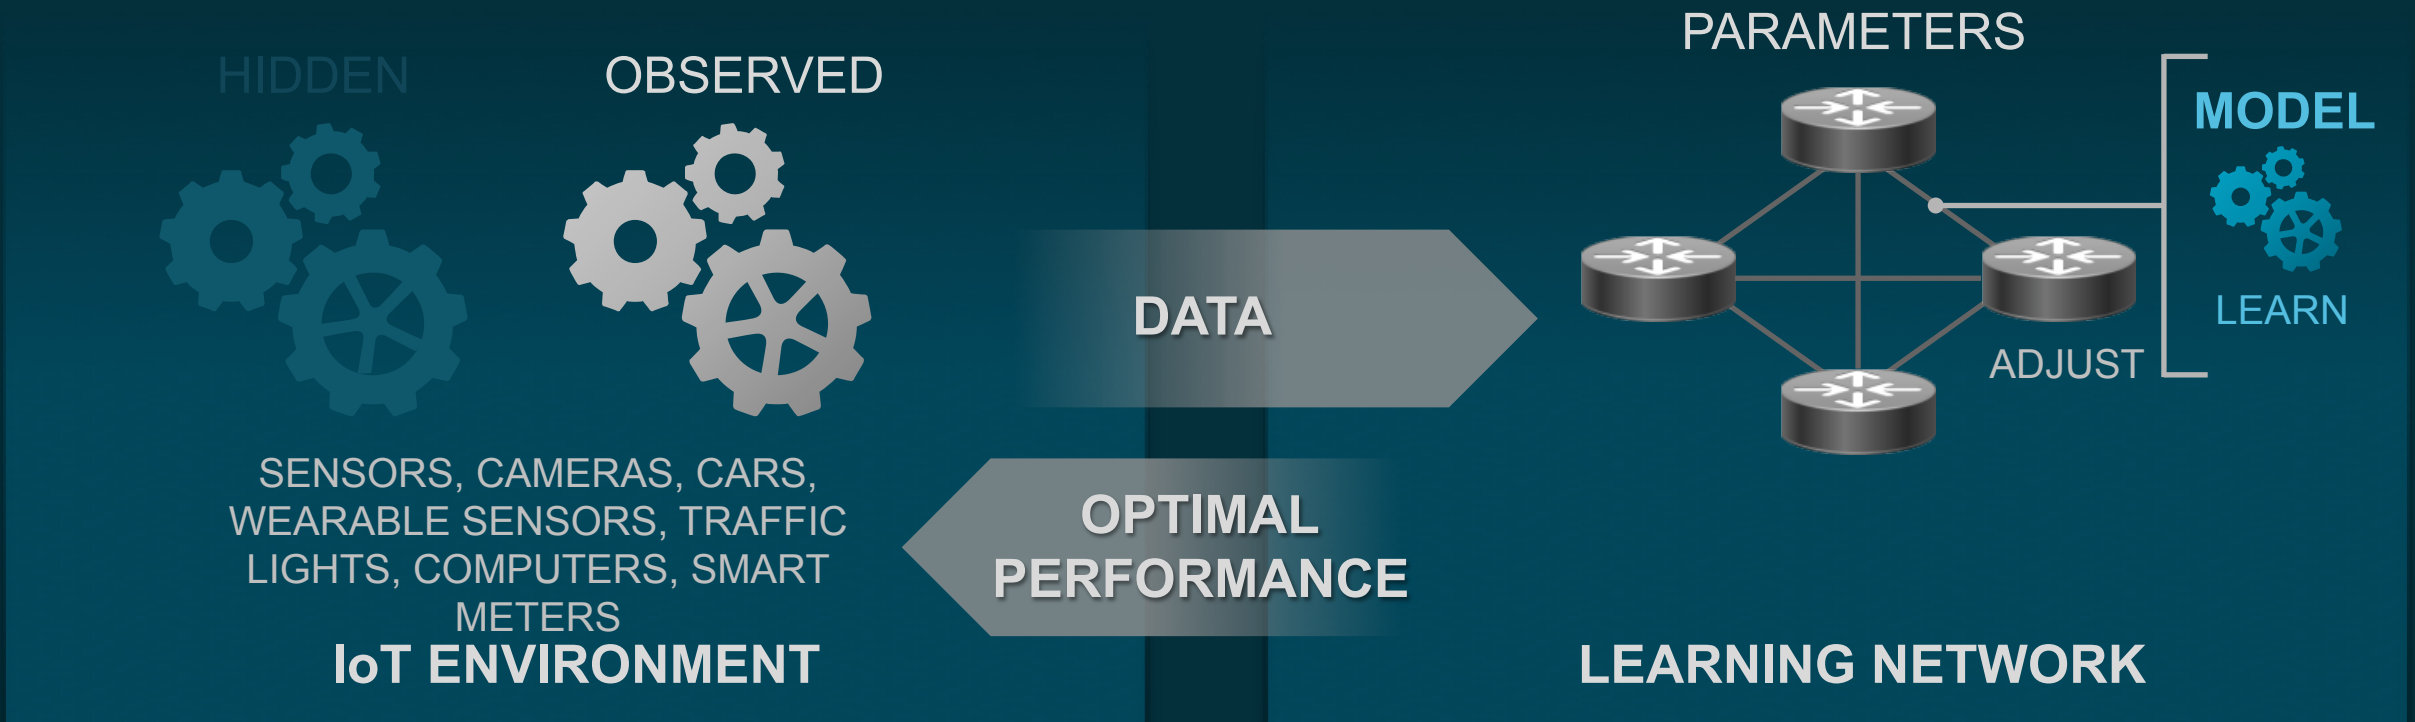 HIDDEN
OBSERVED
SENSORS, CAMERAS, CARS,
WEARABLE SENSORS, TRAFFIC
LIGHTS, COMPUTERS, SMART
METERS
IoT ENVIRONMENT
DATA
OPTIMAL
PERFORMANCE
PARAMETERS
MODEL
LEARN
ADJUST
LEARNING NETWORK